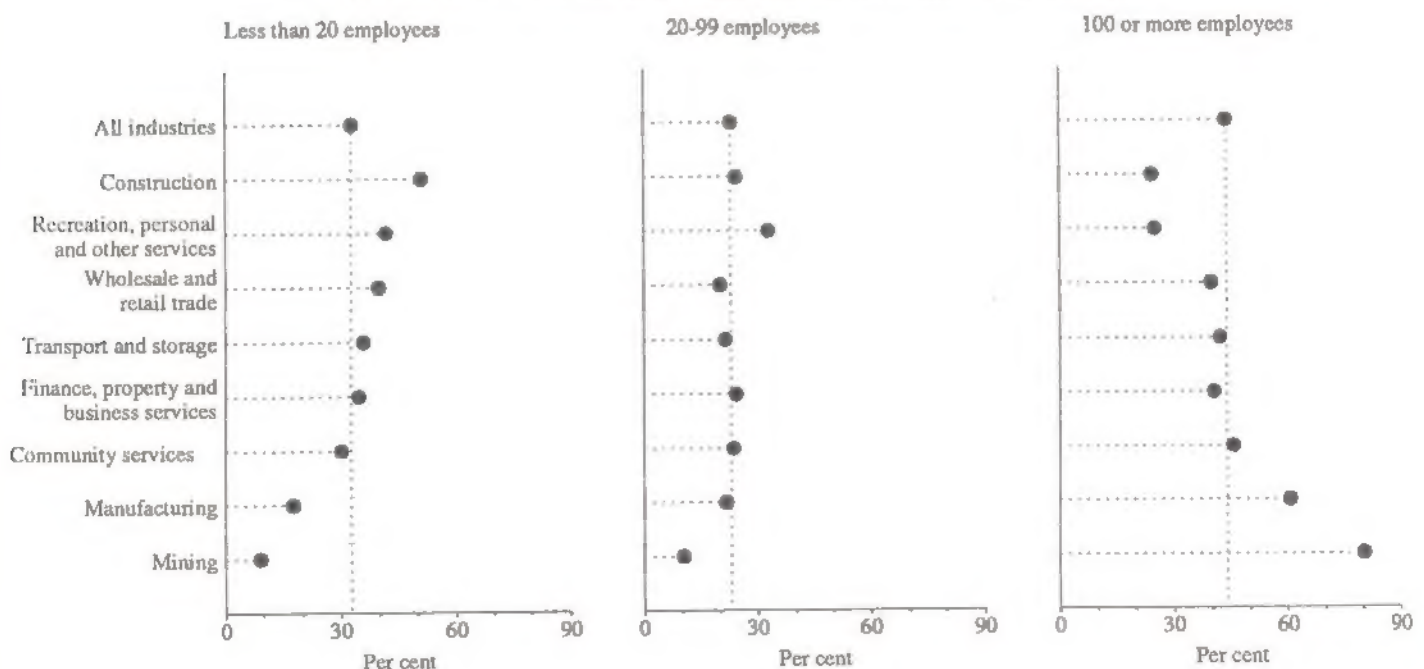 Less than 20 employees
20-99 employees
100 or more employees
All industries
Construction
Recreation, personal
and other services
Wholesale and
retail trade
Transport and storage
Finance, property and
business services
Community services
Manufacturing
Mining
0 30 60 90
Per cent
0 30 60 90
Per cent
0 30 60 90
Per cent